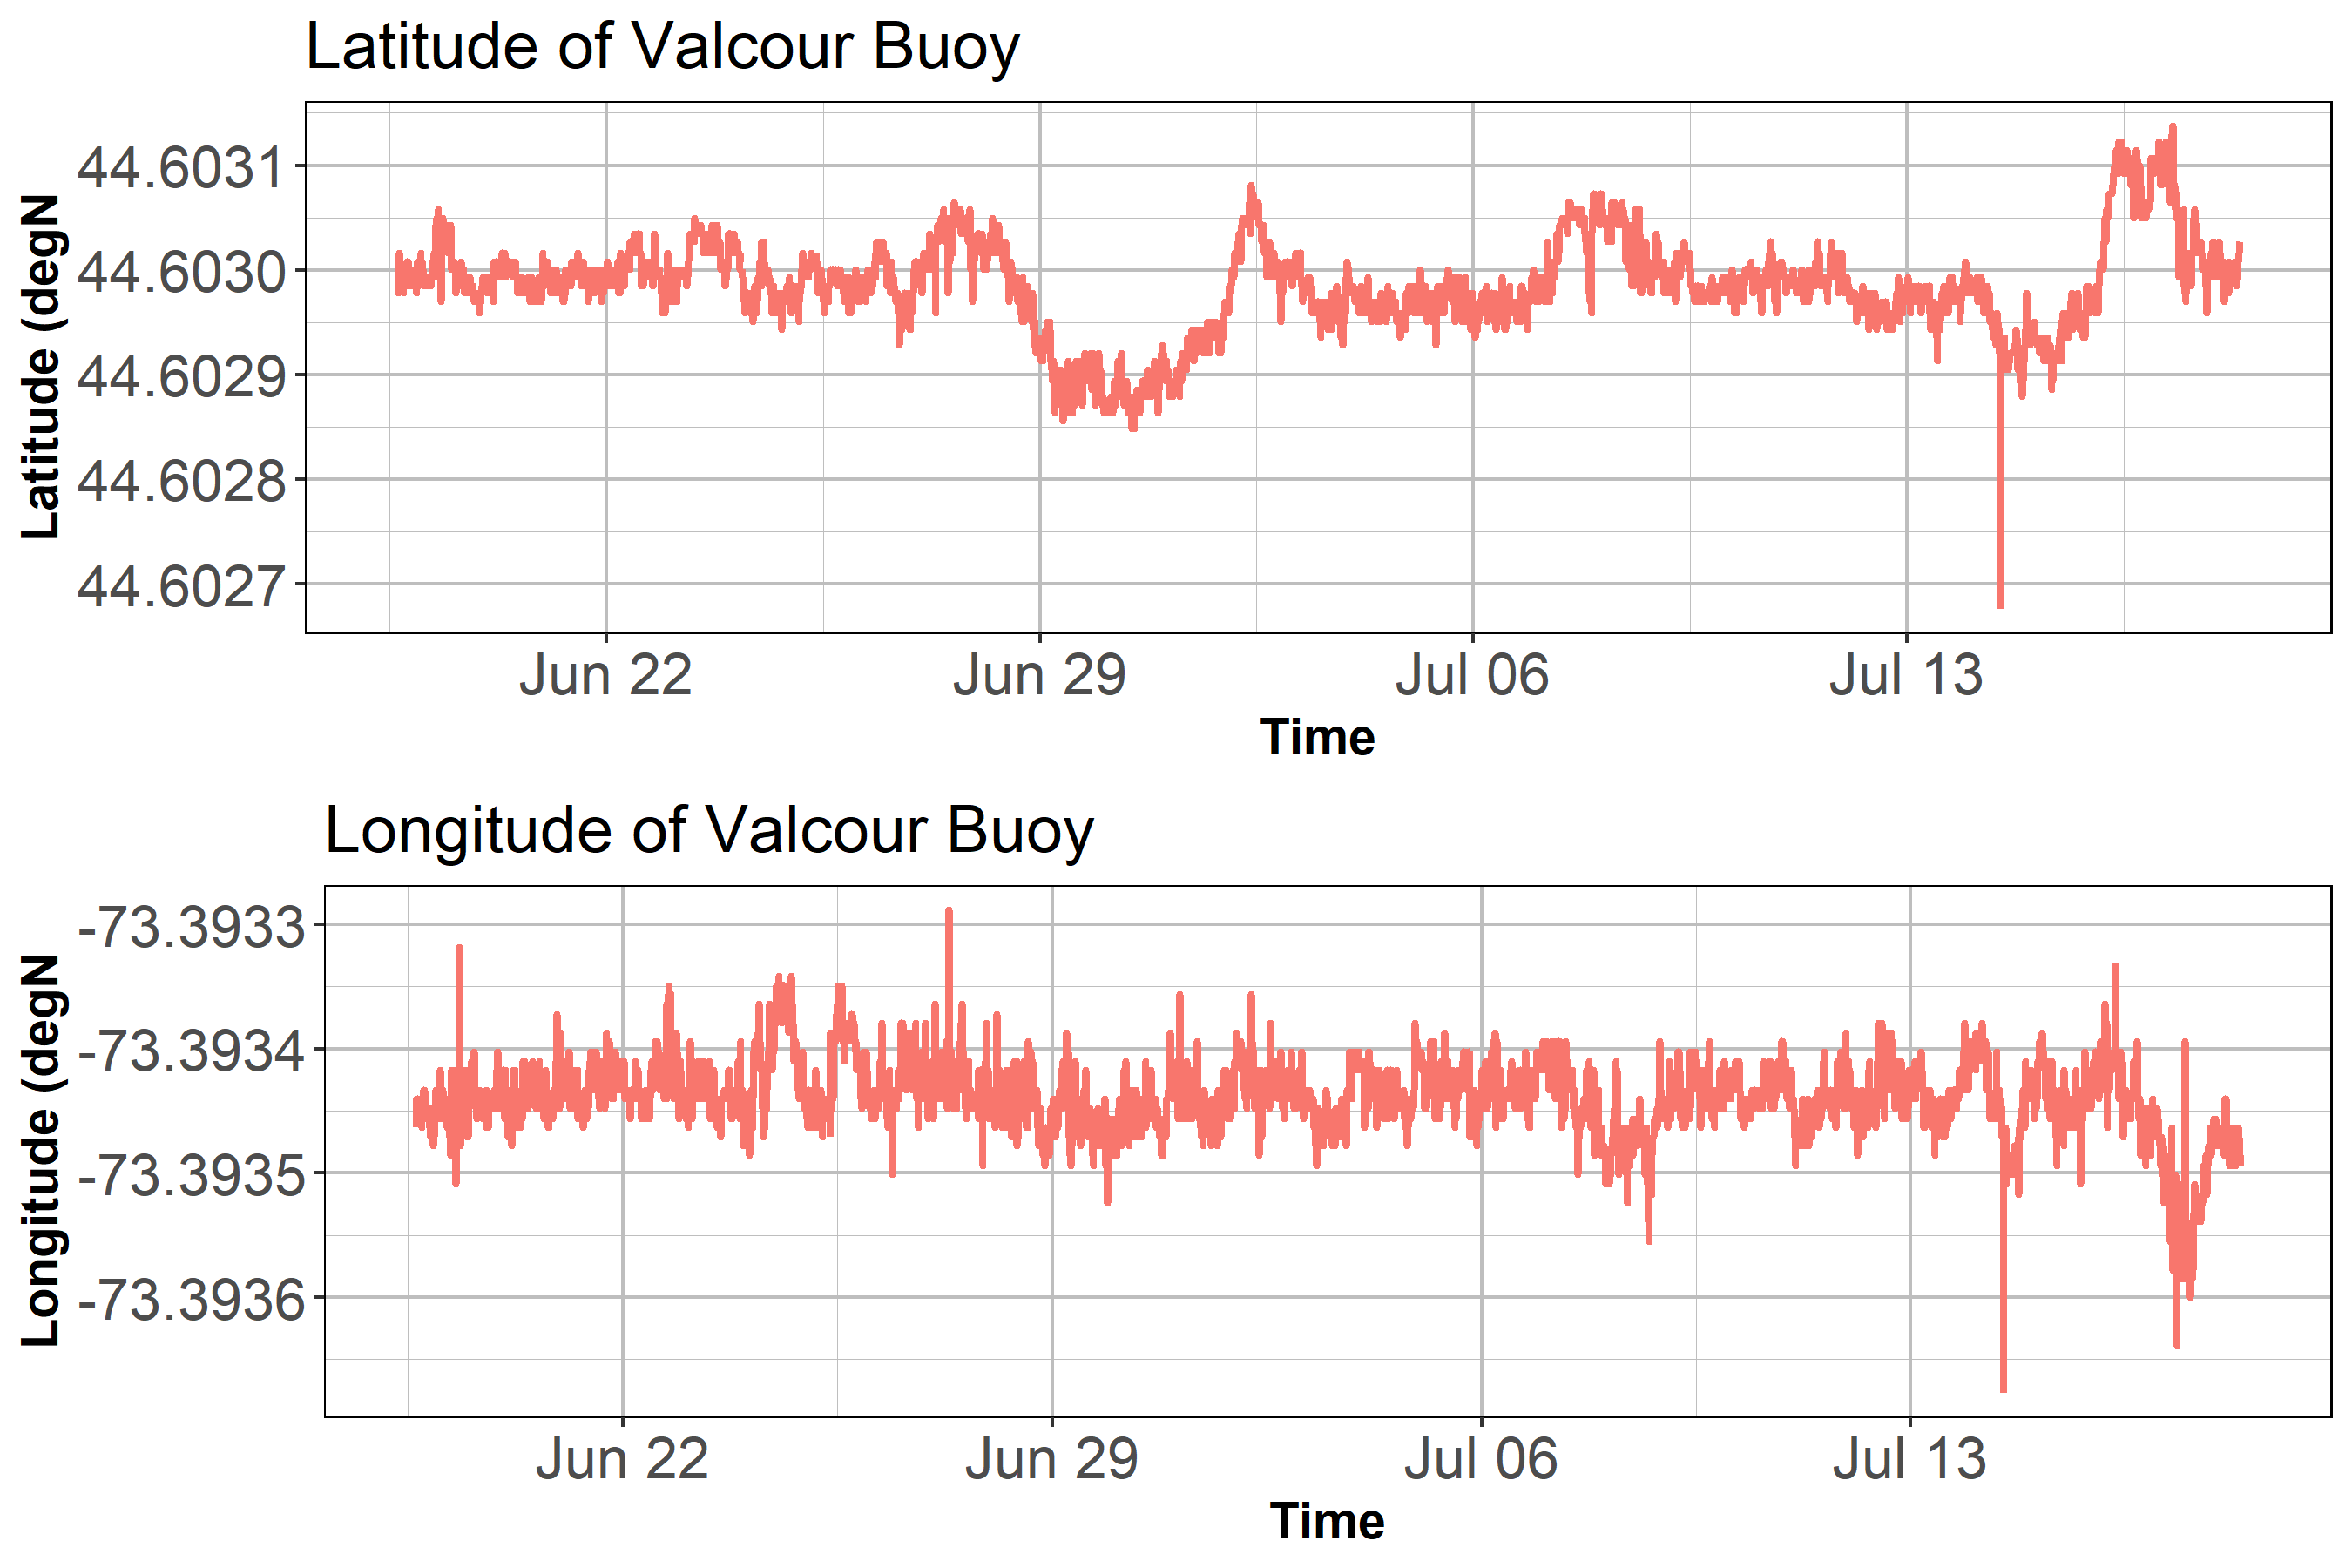 Latitude of Valcour Buoy
Latitude (degN
44.6031
44.6030
44.6029
44.6028
44.6027
Jun 22 Jun 29 Jul 06 Jul 13
Time
Longitude of Valcour Buoy
Longitude (degN
-73.3933
-73.3934
-73.3935
-73.3936
Jun 22 Jun 29 Jul 06 Jul 13
Time